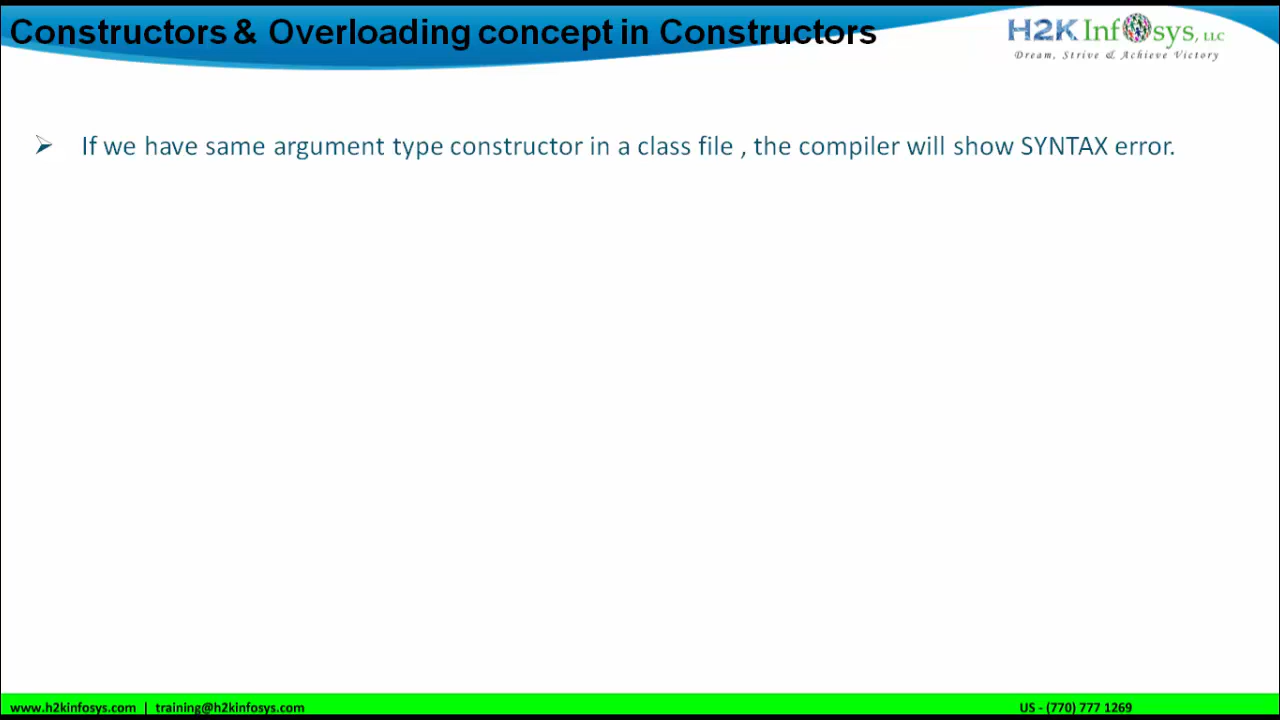 Constructors & Overloading concept in Constructors
H2K Infosys, LLC
Dream, Strive & Achieve Victory
If we have same argument type constructor in a class file , the compiler will show SYNTAX error.
www.h2kinfosys.com | training@h2kinfosys.com
US - (770) 777 1269